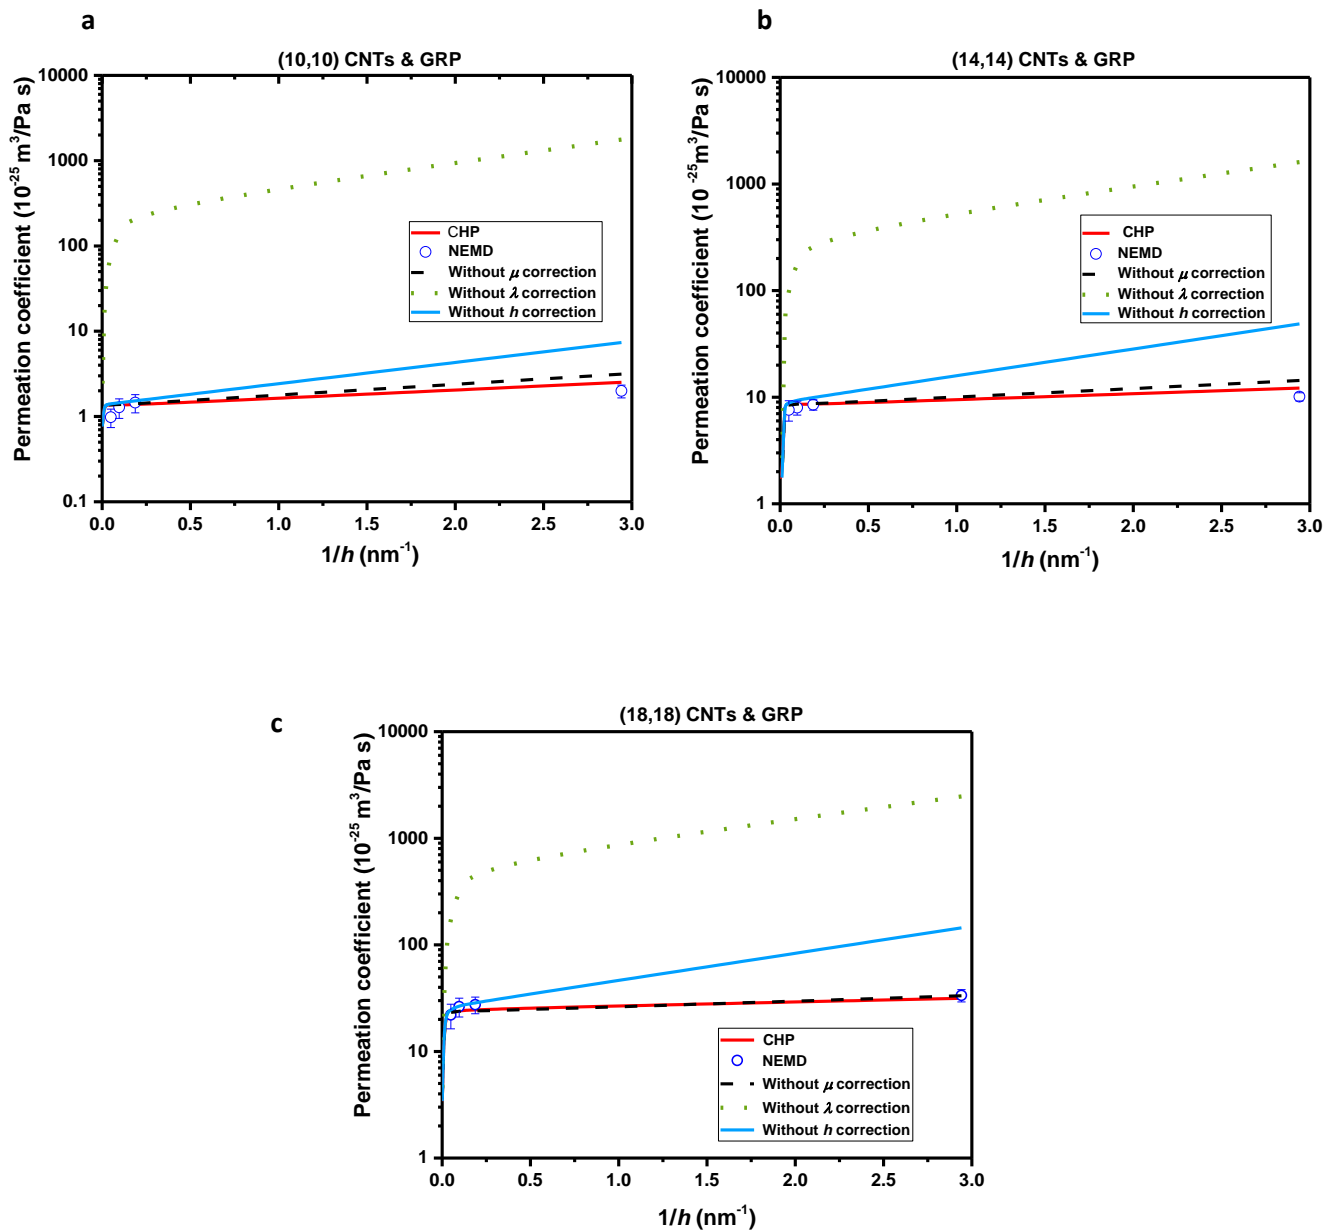 a
(10,10) CNTs & GRP
Permeation coefficient (10-25 m3/Pa s)
10000
1000
100
10
1
0.1
CHP
NEMD
Without μ correction
Without λ correction
Without h correction
0.0 0.5 1.0 1.5 2.0 2.5 3.0
1/h (nm-1)
b
(14,14) CNTs & GRP
Permeation coefficient (10 -25 m3/Pa s)
10000
1000
100
10
1
CHP
NEMD
Without μ correction
Without λ correction
Without h correction
0.0 0.5 1.0 1.5 2.0 2.5 3.0
1/h (nm-1)
c
(18,18) CNTs & GRP
Permeation coefficient (10-25 m3/Pa s)
10000
1000
100
10
1
CHP
NEMD
Without μ correction
Without λ correction
Without h correction
0.0 0.5 1.0 1.5 2.0 2.5 3.0
1/h (nm-1)